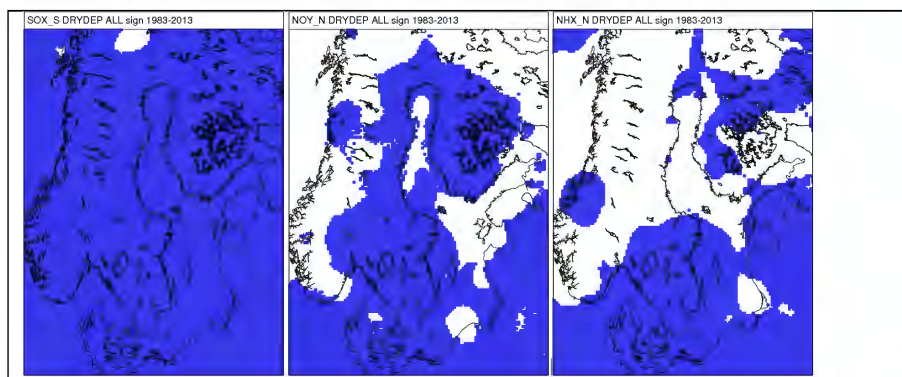 SOX_S DRYDEP ALL sign 1983-2013
NOY_N DRYDEP ALL sign 1983-2013
NHX_N DRYDEP ALL sign 1983-2013